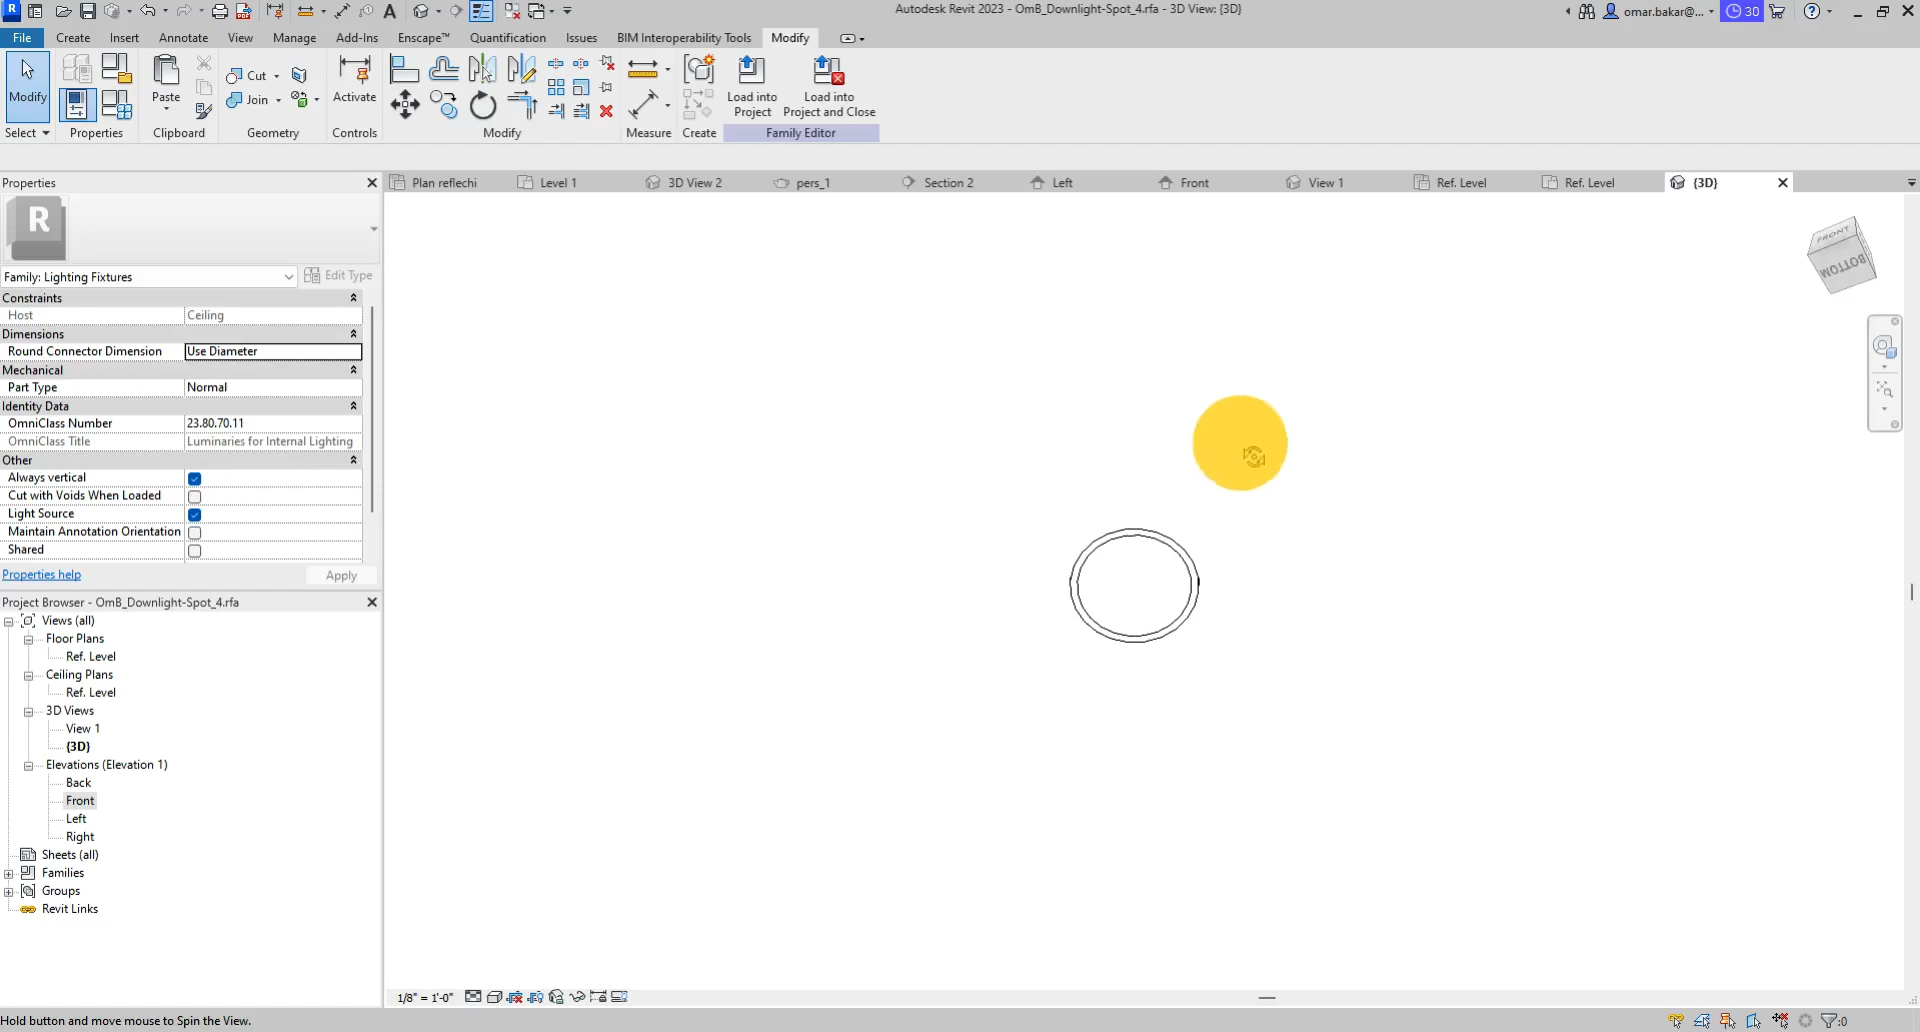 Autodesk Revit 2023 - OmB_Downlight-Spot_4.rfa - 3D View: {3D}
omar.bakar@...
30
File
Create
Insert
Annotate
View
Manage
Add-Ins
Enscape™
Quantification
Issues
BIM Interoperability Tools
Modify
Modify
Paste
Cut
Join
Activate
Load into
Project
Load into
Project and Close
Select
Properties
Clipboard
Geometry
Controls
Modify
Measure
Create
Family Editor
Properties
Plan reflechi
Level 1
3D View 2
pers_1
Section 2
Left
Front
View 1
Ref. Level
Ref. Level
{3D}
R
FRONT
BOTTOM
Family: Lighting Fixtures
Edit Type
Constraints
Host
Ceiling
Dimensions
Round Connector Dimension
Use Diameter
Mechanical
Part Type
Normal
Identity Data
OmniClass Number
23.80.70.11
OmniClass Title
Luminaries for Internal Lighting
Other
Always vertical
Cut with Voids When Loaded
Light Source
Maintain Annotation Orientation
Shared
Properties help
Apply
Project Browser - OmB_Downlight-Spot_4.rfa
Views (all)
Floor Plans
Ref. Level
Ceiling Plans
Ref. Level
3D Views
View 1
{3D}
Elevations (Elevation 1)
Back
Front
Left
Right
Sheets (all)
Families
Groups
Revit Links
1/8" = 1'-0"
Hold button and move mouse to Spin the View.
:0